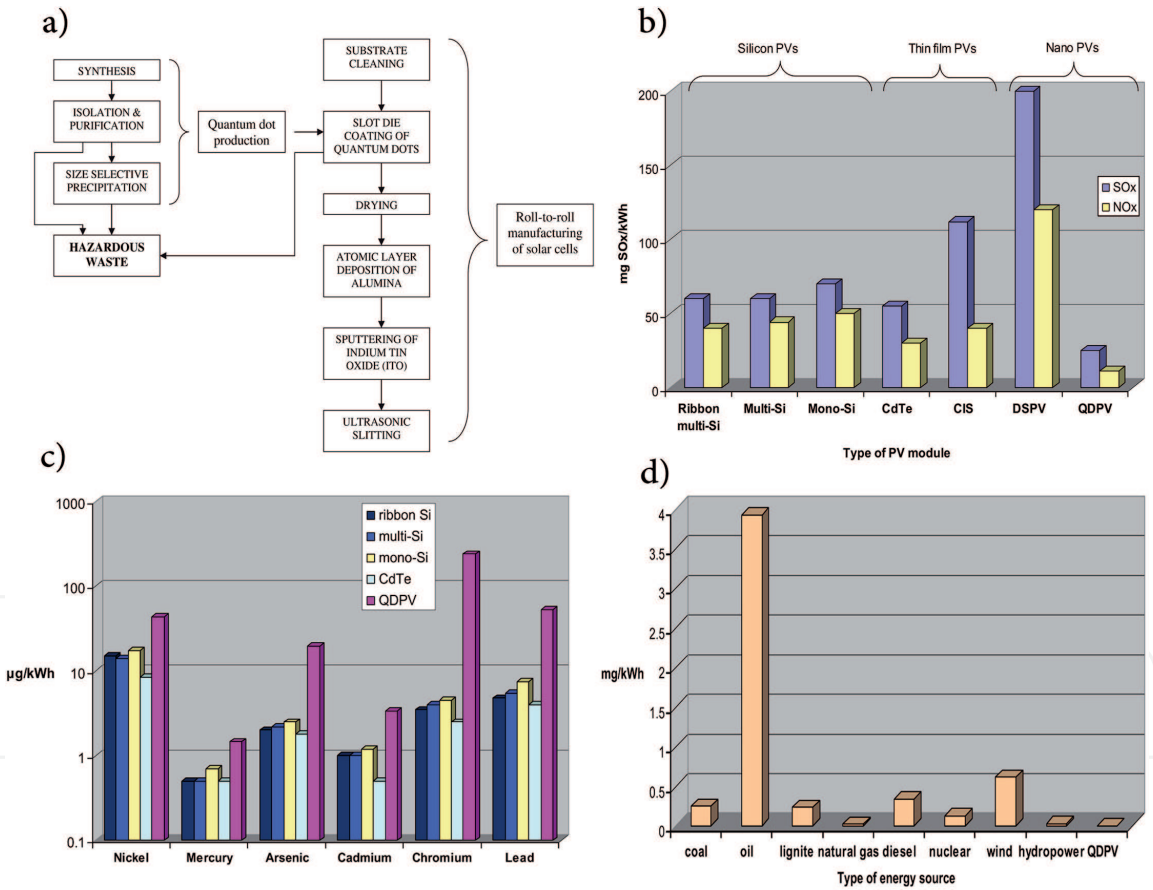 a)
SYNTHESIS
ISOLATION &
PURIFICATION
SIZE SELECTIVE
PRECIPITATION
HAZARDOUS
WASTE
Quantum dot
production
SUBSTRATE
CLEANING
SLOT DIE
COATING OF
QUANTUM DOTS
DRYING
ATOMIC LAYER
DEPOSITION OF
ALUMINA
SPUTTERING OF
INDIUM TIN
OXIDE (ITO)
ULTRASONIC
SLITTING
Roll-to-roll
manufacturing
of solar cells
b)
Silicon PVs
Thin film PVs
Nano PVs
mg SOx/kWh
200
150
100
50
0
SOx
NOx
Ribbon
multi-Si
Multi-Si
Mono-Si
CdTe
CIS
DSPV
QDPV
Type of PV module
c)
µg/kWh
1000
100
10
1
0.1
ribbon Si
multi-Si
mono-Si
CdTe
QDPV
Nickel
Mercury
Arsenic
Cadmium
Chromium
Lead
d)
mg/kWh
4
3.5
3
2.5
2
1.5
1
0.5
0
coal
oil
lignite
natural gas
diesel
nuclear
wind
hydropower
QDPV
Type of energy source